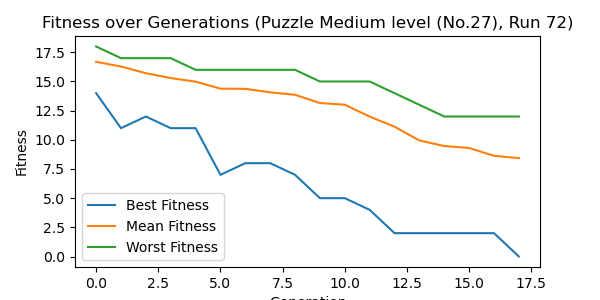 Fitness over Generations (Puzzle Medium level (No.27), Run 72)
17.5
15.0
12.5
10.0
7.5
5.0
2.5
0.0
Fitness
Best Fitness
Mean Fitness
Worst Fitness
0.0 2.5 5.0 7.5 10.0 12.5 15.0 17.5
Generation